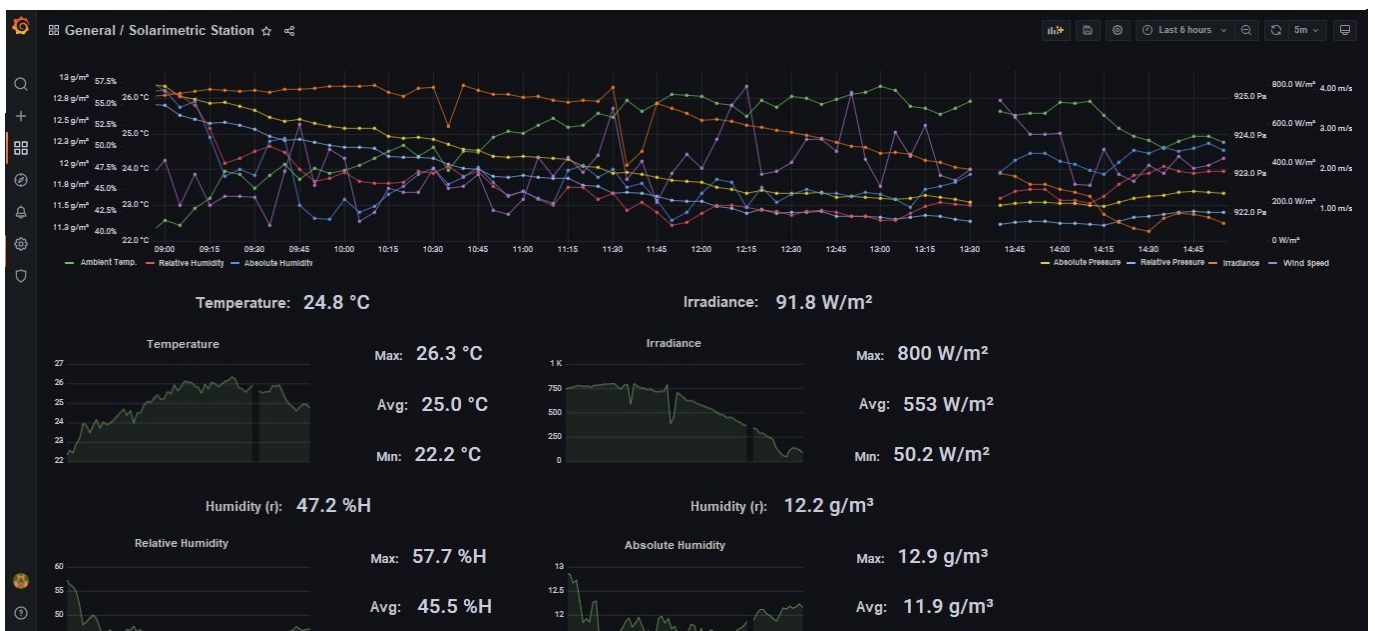 General / Solarimetric Station
Last 6 hours
5m
13 g/m³ 57.5%
12.8 g/m³ 55.0% 26.0 °C
12.5 g/m³ 52.5% 25.0 °C
12.3 g/m³ 50.0%
12 g/m³ 47.5% 24.0 °C
11.8 g/m³ 45.0%
11.5 g/m³ 42.5% 23.0 °C
11.3 g/m³ 40.0% 22.0 °C
800.0 W/m² 4.00 m/s
925.0 Pa
600.0 W/m² 3.00 m/s
924.0 Pa
400.0 W/m² 2.00 m/s
923.0 Pa
200.0 W/m² 1.00 m/s
922.0 Pa
0 W/m²
09:00 09:15 09:30 09:45 10:00 10:15 10:30 10:45 11:00 11:15 11:30 11:45 12:00 12:15 12:30 12:45 13:00 13:15 13:30 13:45 14:00 14:15 14:30 14:45
Ambient Temp. Relative Humidity Absolute Humidity
Absolute Pressure Relative Pressure Irradiance Wind Speed
Temperature: 24.8 °C
Irradiance: 91.8 W/m²
Temperature
27
26
25
24
23
22
Max: 26.3 °C
Avg: 25.0 °C
Min: 22.2 °C
Irradiance
1 K
750
500
250
0
Max: 800 W/m²
Avg: 553 W/m²
Min: 50.2 W/m²
Humidity (r): 47.2 %H
Humidity (r): 12.2 g/m³
Relative Humidity
60
55
50
Max: 57.7 %H
Avg: 45.5 %H
Absolute Humidity
13
12.5
12
Max: 12.9 g/m³
Avg: 11.9 g/m³